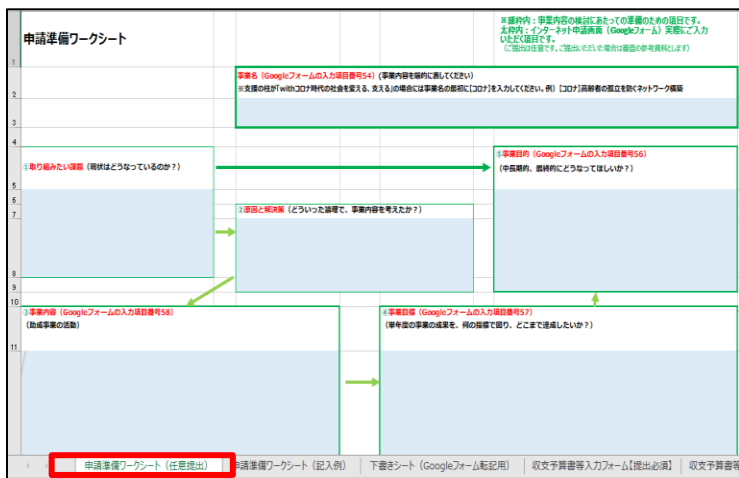 申請準備ワークシート
※細枠内：事業内容の検討にあたっての準備のための項目です。
太枠内：インターネット申請画面（Googleフォーム）実際にご入力
いただく項目です。
（ご提出は任意です。ご提出いただいた場合は審査の参考資料とします）
1
事業名（Googleフォームの入力項目番号54）（事業内容を端的に表してください）
※支援の柱が「withコロナ時代の社会を変える、支える」の場合には事業名の最初に【コロナ】を入力してください。例）【コロナ】高齢者の孤立を防ぐネットワーク構築
2
3
4
①取り組みたい課題（現状はどうなっているのか？）
⑤事業目的（Googleフォームの入力項目番号56）
（中長期的、最終的にどうなってほしいか？）
5
6
②原因と解決策（どういった論理で、事業内容を考えたか？）
7
8
9
10
③事業内容（Googleフォームの入力項目番号58）
（助成事業の活動）
④事業目標（Googleフォームの入力項目番号57）
（単年度の事業の成果を、何の指標で図り、どこまで達成したいか？）
11
申請準備ワークシート（任意提出）
申請準備ワークシート（記入例）
下書きシート（Googleフォーム転記用）
収支予算書等入力フォーム【提出必須】
収支予算書等